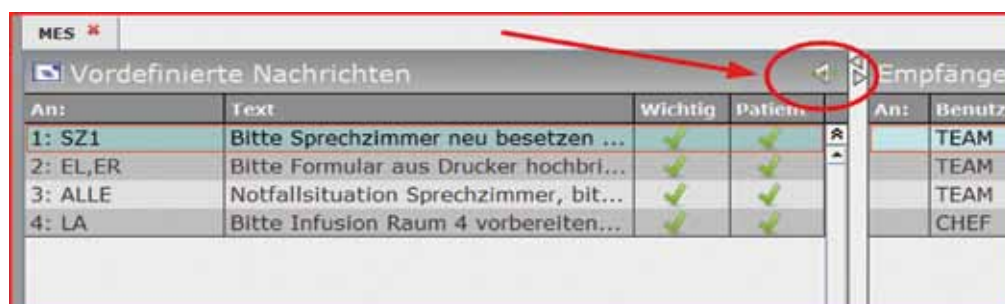 MES
Vordefinierte Nachrichten
Empfänge
An: Text Wichtig Patient An: Benutz
1: SZ1 Bitte Sprechzimmer neu besetzen ... TEAM
2: EL,ER Bitte Formular aus Drucker hochbri... TEAM
3: ALLE Notfallsituation Sprechzimmer, bit... TEAM
4: LA Bitte Infusion Raum 4 vorbereiten... CHEF